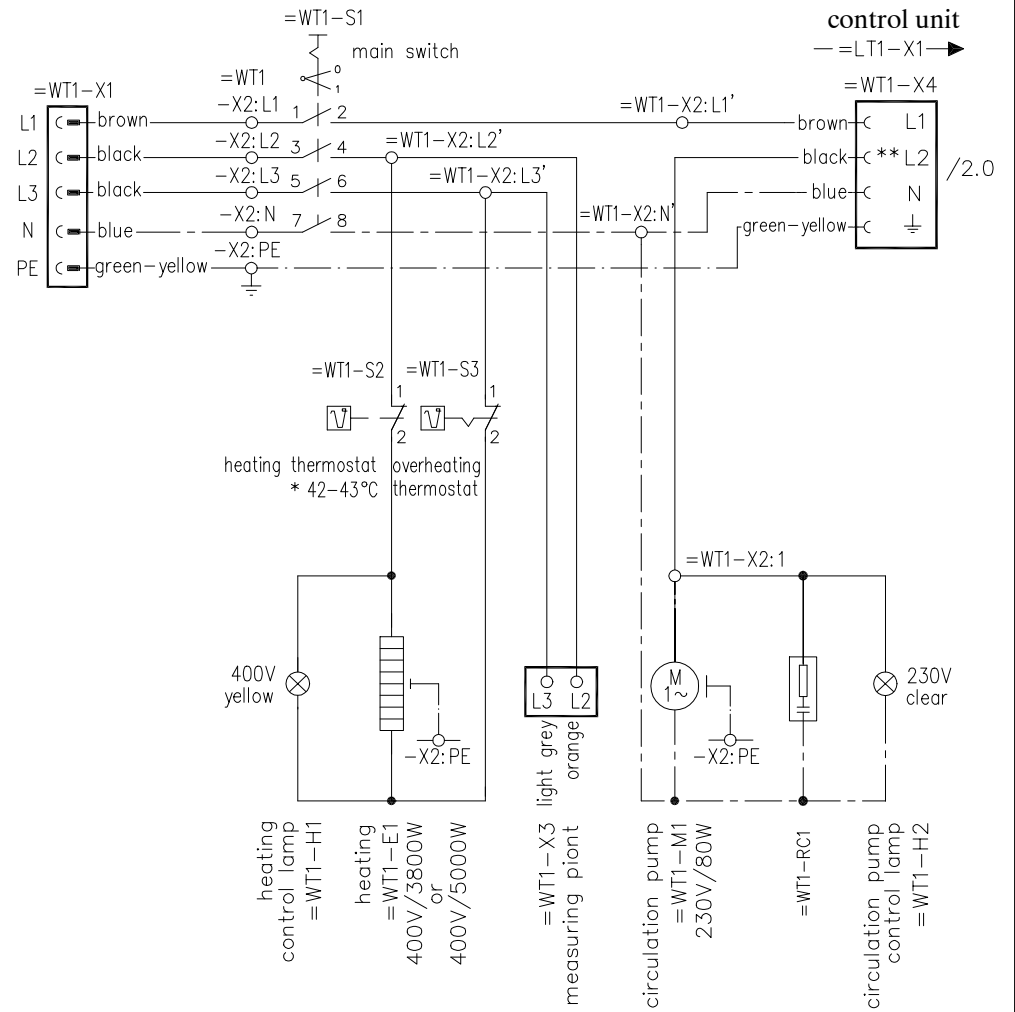 =WT1-S1
control unit
=LT1-X1
main switch
0
1
=WT1-X1
=WT1
=WT1-X4
-X2:L1
=WT1-X2:L1'
L1
brown
1
2
brown
L1
-X2:L2
=WT1-X2:L2'
L2
black
3
4
black
** L2
/2.0
-X2:L3
=WT1-X2:L3'
L3
black
5
6
blue
N
-X2:N
=WT1-X2:N'
N
blue
7
8
green-yellow
-X2:PE
PE
green-yellow
=WT1-S2
=WT1-S3
1
1
2
2
heating thermostat
* 42-43°C
overheating
thermostat
=WT1-X2:1
400V
yellow
L3
L2
M
1~
230V
clear
-X2:PE
-X2:PE
light grey
orange
heating
control lamp
=WT1-H1
heating
=WT1-E1
400V/3800W
or
400V/5000W
=WT1-X3
measuring piont
circulation pump
=WT1-M1
230V/80W
=WT1-RC1
circulation pump
control lamp
=WT1-H2